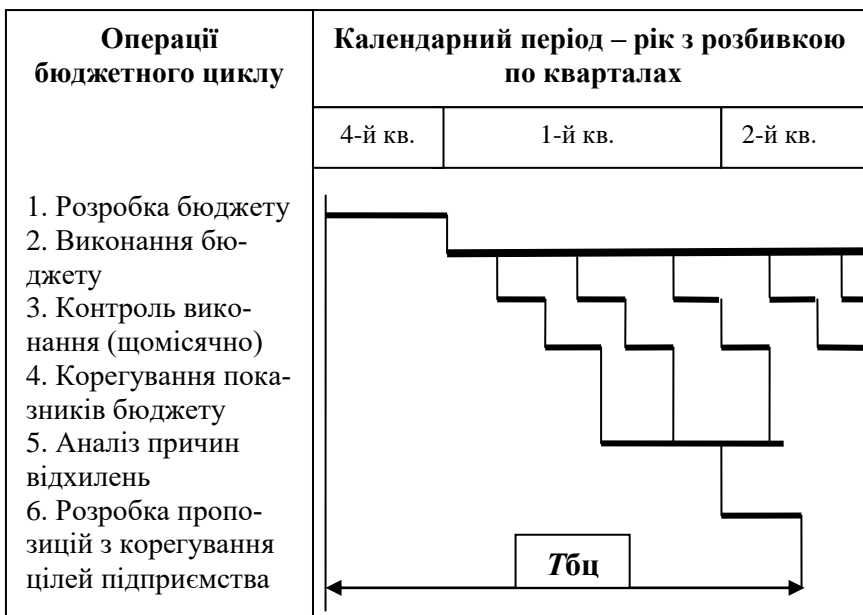 Операції
бюджетного циклу
Календарний період – рік з розбивкою
по кварталах
4-й кв.
1-й кв.
2-й кв.
1. Розробка бюджету
2. Виконання бю-
джету
3. Контроль вико-
нання (щомісячно)
4. Корегування пока-
зників бюджету
5. Аналіз причин
відхилень
6. Розробка пропо-
зицій з корегування
цілей підприємства
Тбц